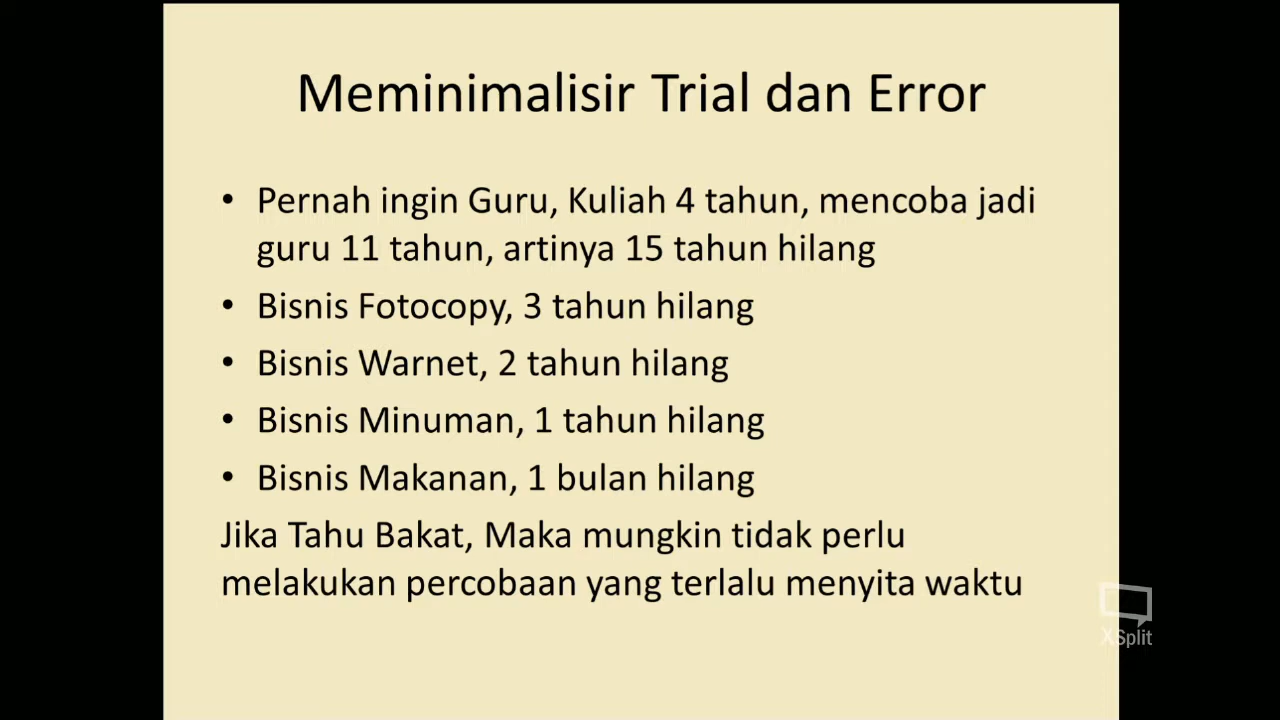 Meminimalisir Trial dan Error
• Pernah ingin Guru, Kuliah 4 tahun, mencoba jadi
guru 11 tahun, artinya 15 tahun hilang
• Bisnis Fotocopy, 3 tahun hilang
• Bisnis Warnet, 2 tahun hilang
• Bisnis Minuman, 1 tahun hilang
• Bisnis Makanan, 1 bulan hilang
Jika Tahu Bakat, Maka mungkin tidak perlu
melakukan percobaan yang terlalu menyita waktu
XSplit